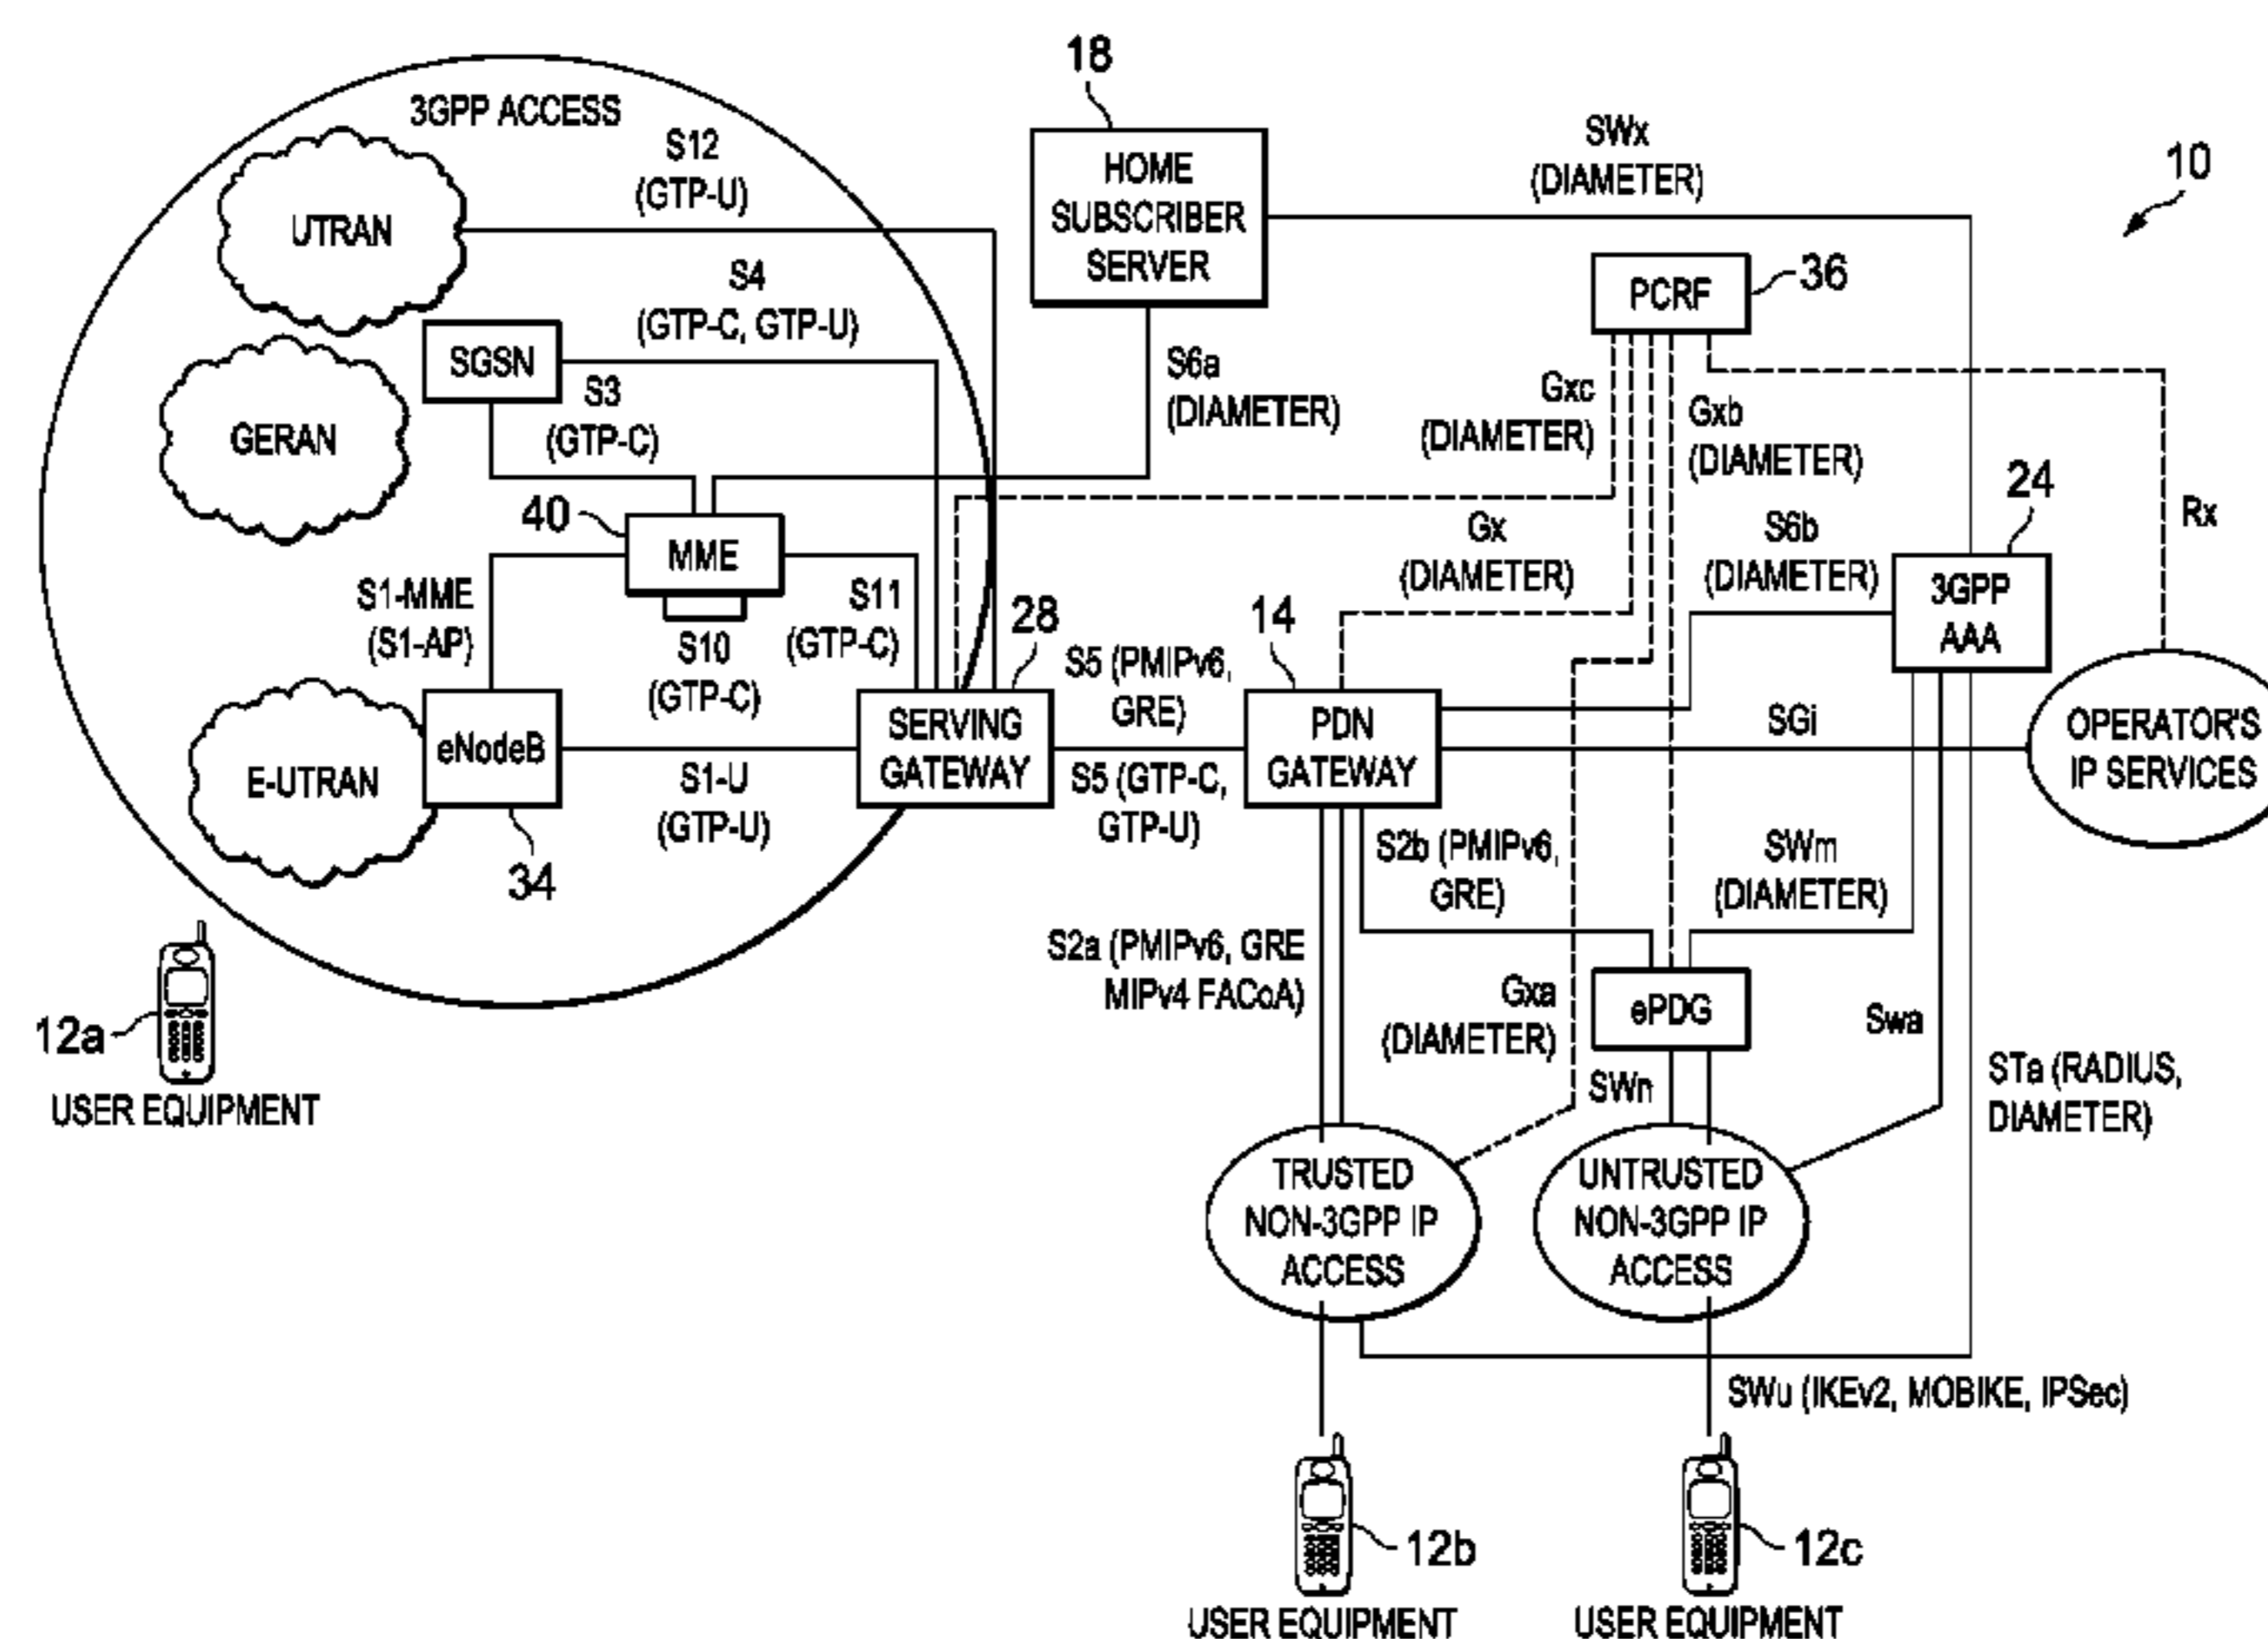 18
3GPP ACCESS
S12
(GTP-U)
HOME
SUBSCRIBER
SERVER
SWx
(DIAMETER)
10
UTRAN
S4
(GTP-C, GTP-U)
PCRF
36
SGSN
S3
(GTP-C)
S6a
(DIAMETER)
Gxc
(DIAMETER)
Gxb
(DIAMETER)
GERAN
24
Rx
40
MME
Gx
(DIAMETER)
S6b
(DIAMETER)
3GPP
AAA
S1-MME
(S1-AP)
S10
(GTP-C)
S11
(GTP-C)
28
14
S5 (PMIPv6,
GRE)
E-UTRAN
eNodeB
SERVING
GATEWAY
PDN
GATEWAY
SGi
OPERATOR'S
IP SERVICES
S1-U
(GTP-U)
S5 (GTP-C,
GTP-U)
34
S2b (PMIPv6,
GRE)
SWm
(DIAMETER)
S2a (PMIPv6, GRE
MIPv4 FACoA)
Gxa
(DIAMETER)
ePDG
Swa
12a
USER EQUIPMENT
SWn
STa (RADIUS,
DIAMETER)
TRUSTED
NON-3GPP IP
ACCESS
UNTRUSTED
NON-3GPP IP
ACCESS
SWu (IKEv2, MOBIKE, IPSec)
12b
12c
USER EQUIPMENT
USER EQUIPMENT